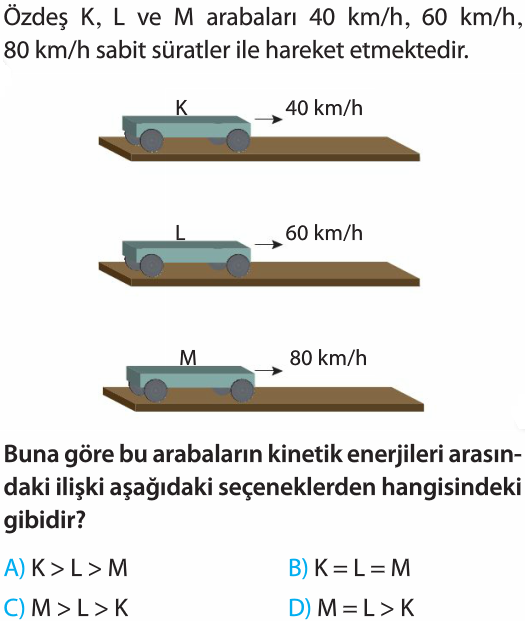 Özdeş K, L ve M arabaları 40 km/h, 60 km/h,
80 km/h sabit süratler ile hareket etmektedir.
K
40 km/h
L
60 km/h
M
80 km/h
Buna göre bu arabaların kinetik enerjileri arasın-
daki ilişki aşağıdaki seçeneklerden hangisindeki
gibidir?
A) K > L > M
B) K = L = M
C) M > L > K
D) M = L > K